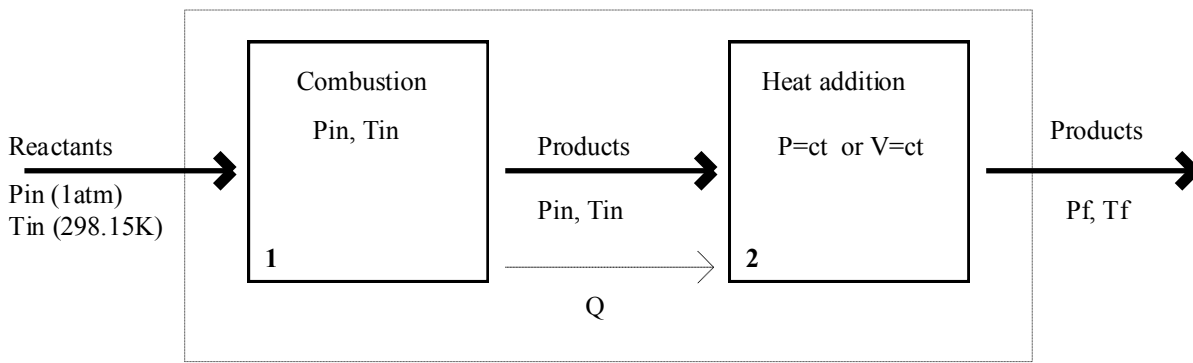 Reactants
Pin (1atm)
Tin (298.15K)
Combustion
Pin, Tin
1
Products
Pin, Tin
Q
Heat addition
P=ct or V=ct
2
Products
Pf, Tf